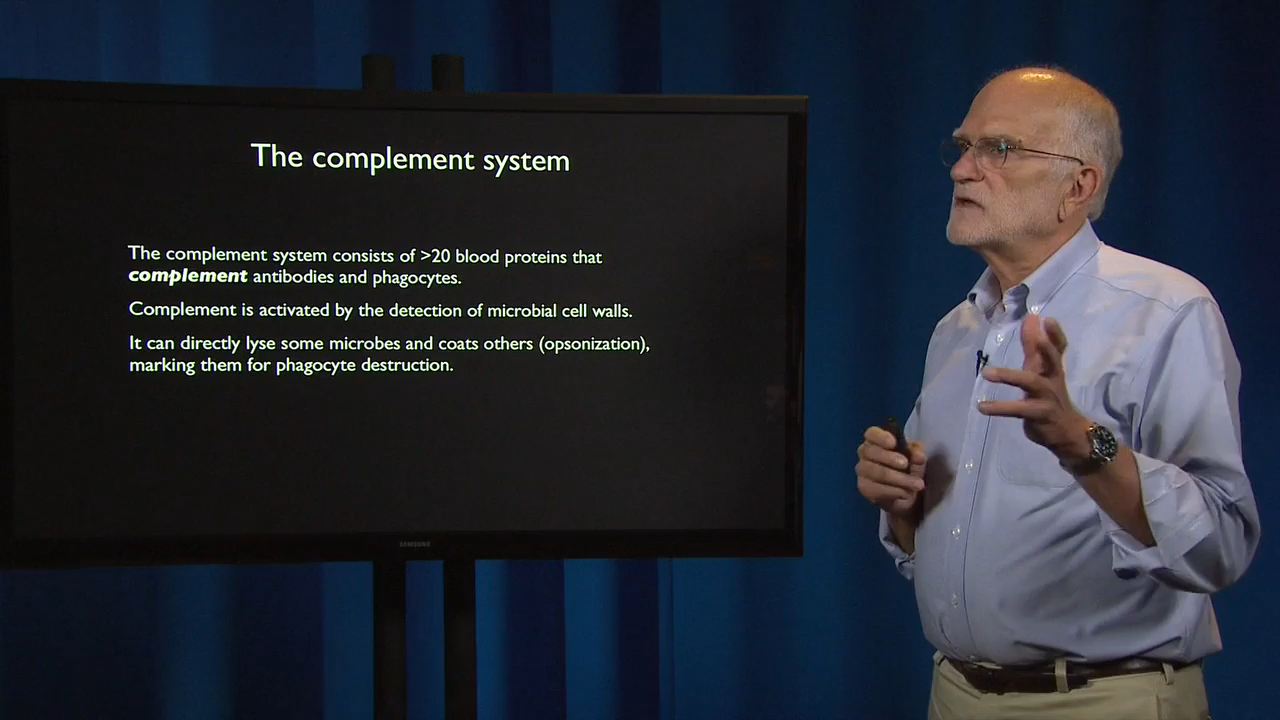 The complement system
The complement system consists of >20 blood proteins that
complement antibodies and phagocytes.
Complement is activated by the detection of microbial cell walls.
It can directly lyse some microbes and coats others (opsonization),
marking them for phagocyte destruction.
SAMSUNG